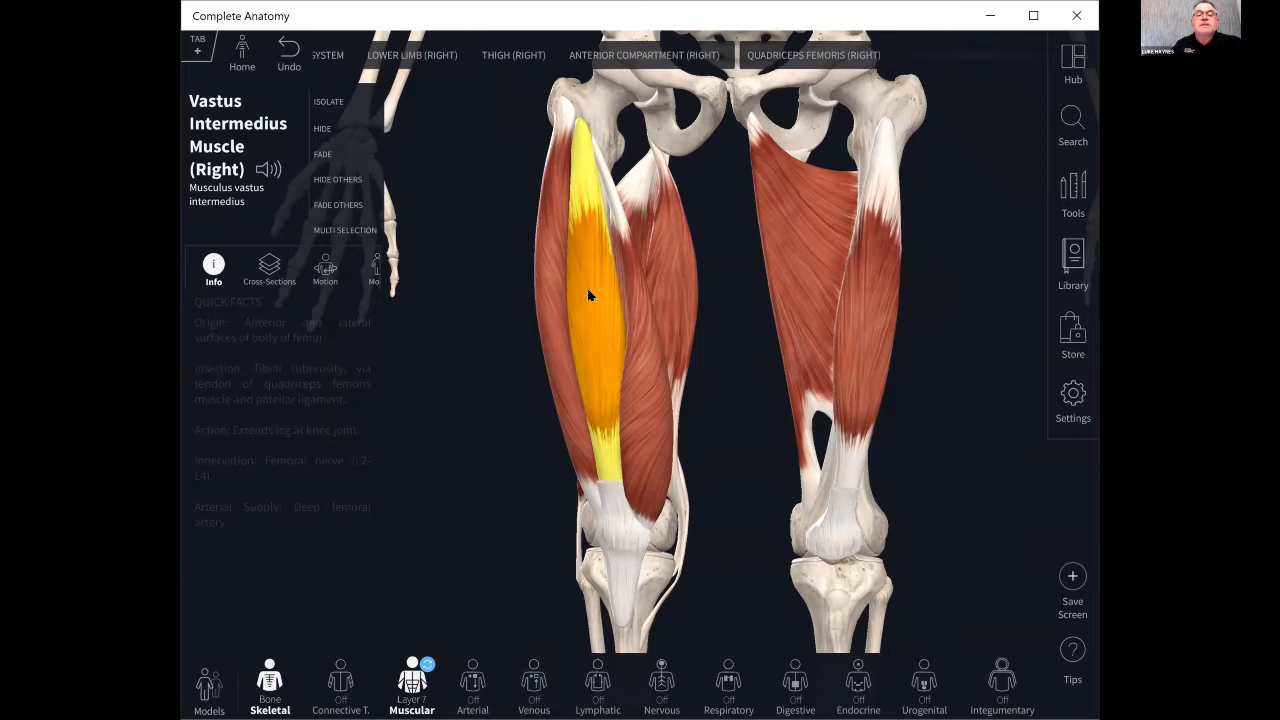 Complete Anatomy
TAB
+
Home
Undo
SYSTEM
LOWER LIMB (RIGHT)
THIGH (RIGHT)
ANTERIOR COMPARTMENT (RIGHT)
QUADRICEPS FEMORIS (RIGHT)
Vastus
Intermedius
Muscle
(Right)
Musculus vastus
intermedius
ISOLATE
HIDE
FADE
HIDE OTHERS
FADE OTHERS
MULTI SELECTION
i
Info
Cross-Sections
Motion
Mo
QUICK FACTS
Origin: Anterior and lateral
surfaces of body of femur.
Insertion: Tibial tuberosity, via
tendon of quadriceps femoris
muscle and patellar ligament.
Action: Extends leg at knee joint.
Innervation: Femoral nerve (L2-
L4).
Arterial Supply: Deep femoral
artery.
Hub
Search
Tools
Library
Store
Settings
+
Save
Screen
?
Tips
Models
Bone
Skeletal
Off
Connective T.
Layer 7
Muscular
Off
Arterial
Off
Venous
Off
Lymphatic
Off
Nervous
Off
Respiratory
Off
Digestive
Off
Endocrine
Off
Urogenital
Off
Integumentary
LUKE HAYNES